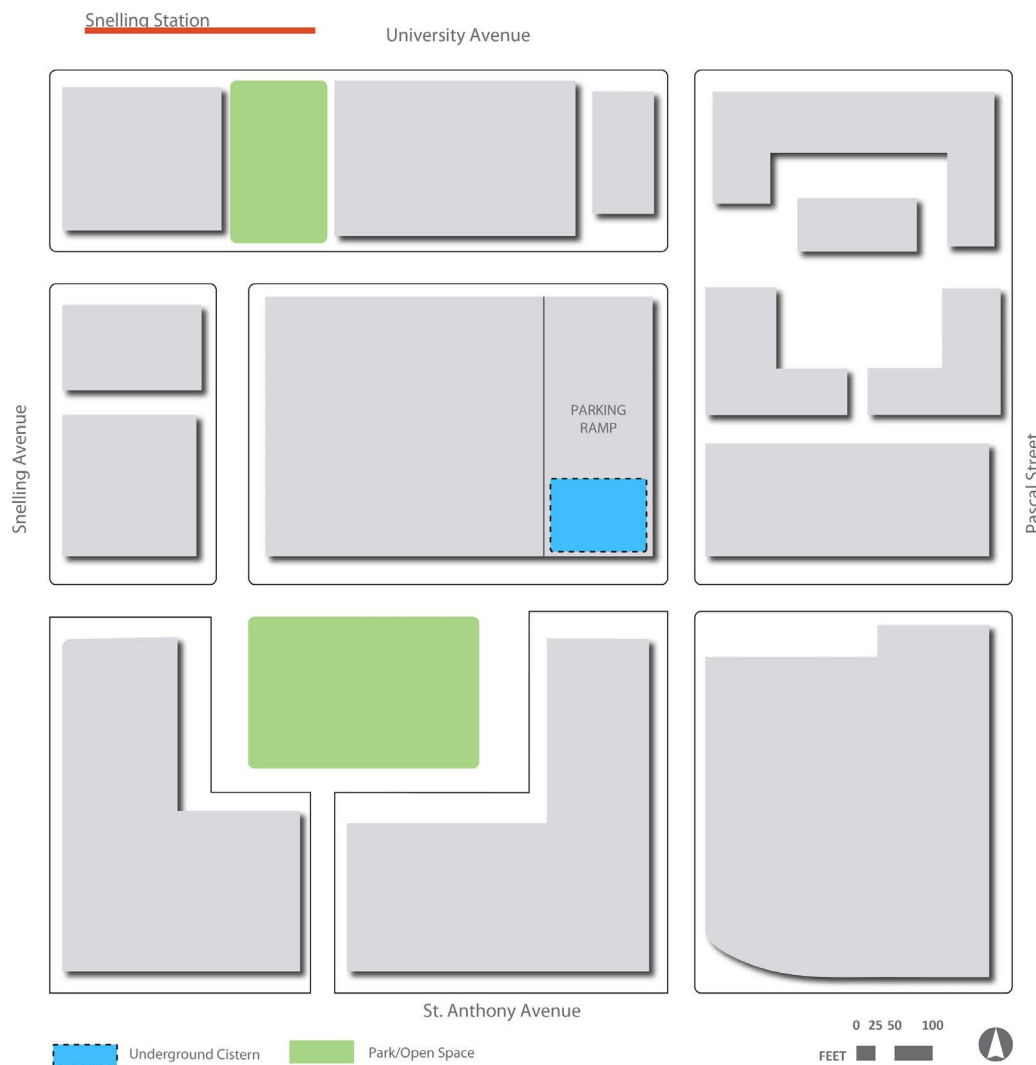 Snelling Station
University Avenue
Snelling Avenue
PARKING
RAMP
Pascal Street
St. Anthony Avenue
Underground Cistern
Park/Open Space
0 25 50 100
FEET